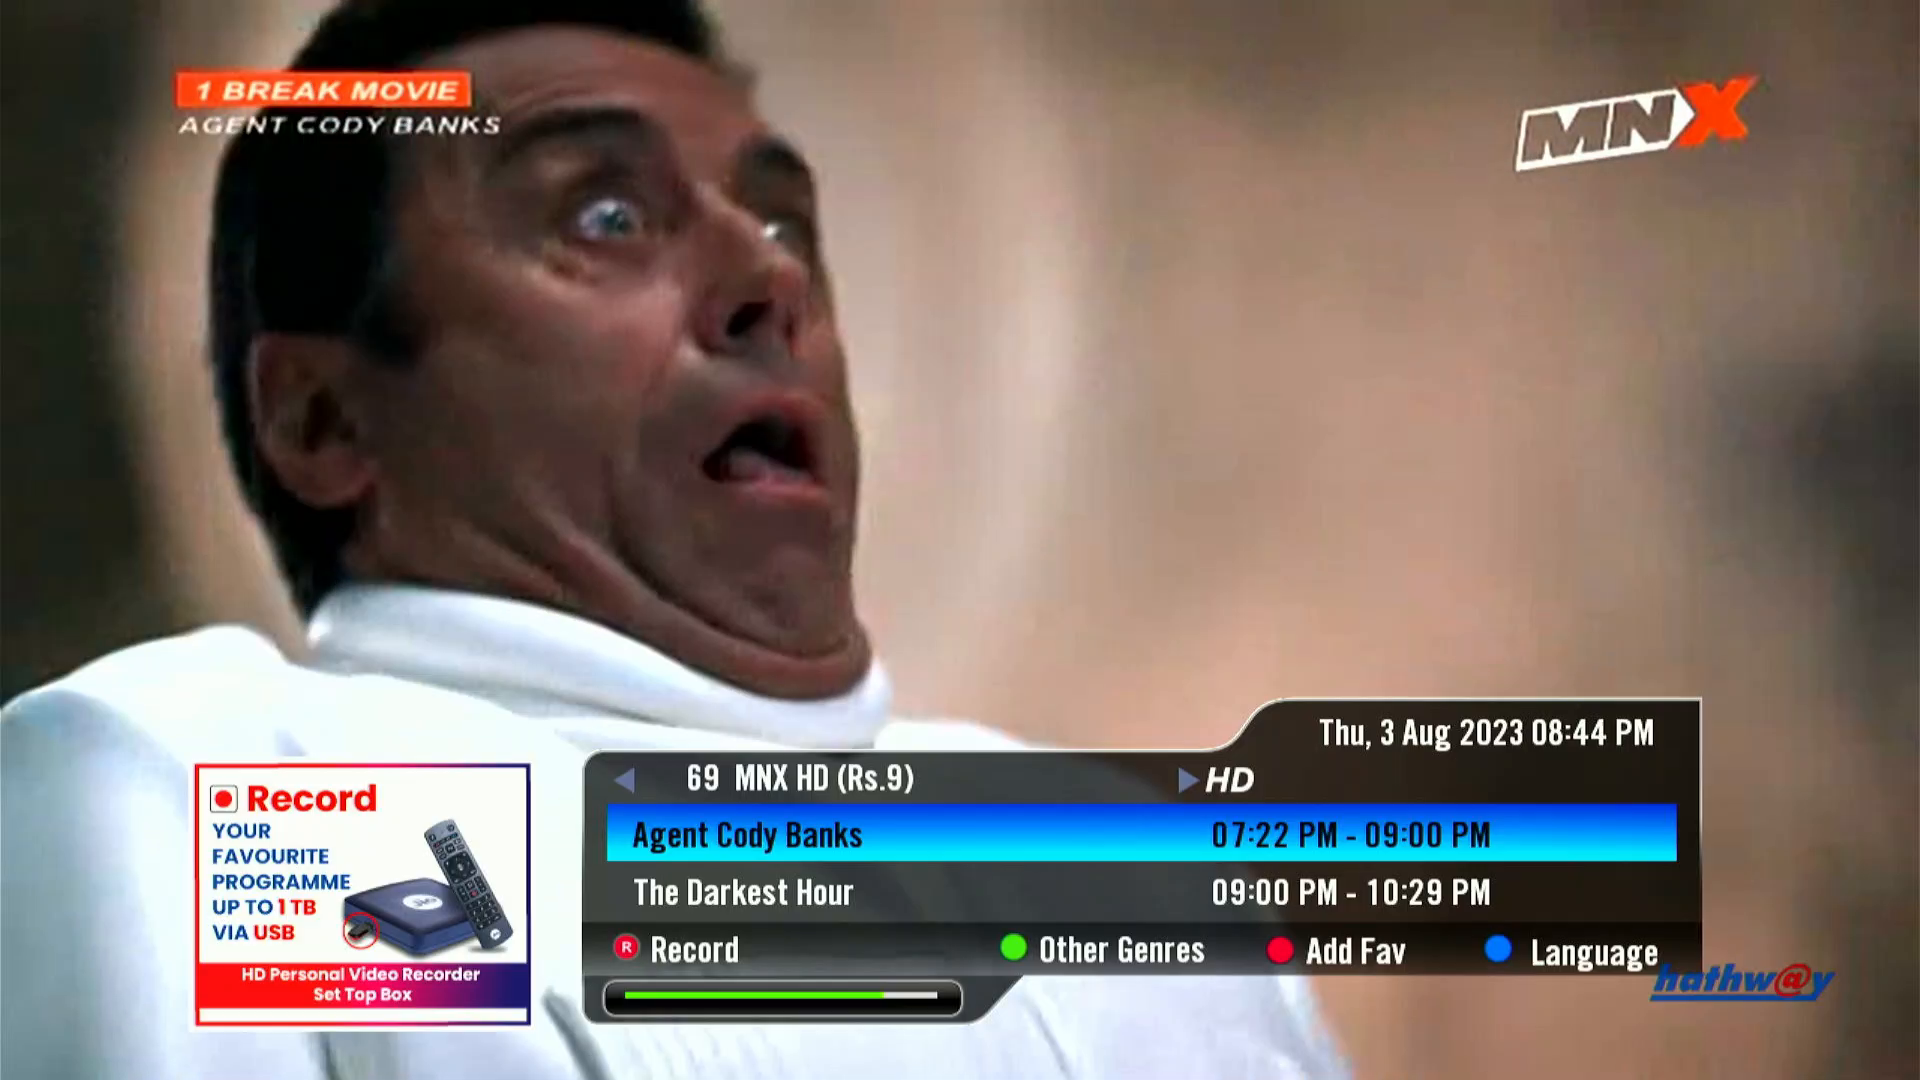 1 BREAK MOVIE
AGENT CODY BANKS
MNX
Thu, 3 Aug 2023 08:44 PM
69 MNX HD (Rs.9) HD
Agent Cody Banks 07:22 PM - 09:00 PM
The Darkest Hour 09:00 PM - 10:29 PM
R Record Other Genres Add Fav Language
hathw@y
Record
YOUR
FAVOURITE
PROGRAMME
UP TO 1 TB
VIA USB
HD Personal Video Recorder
Set Top Box